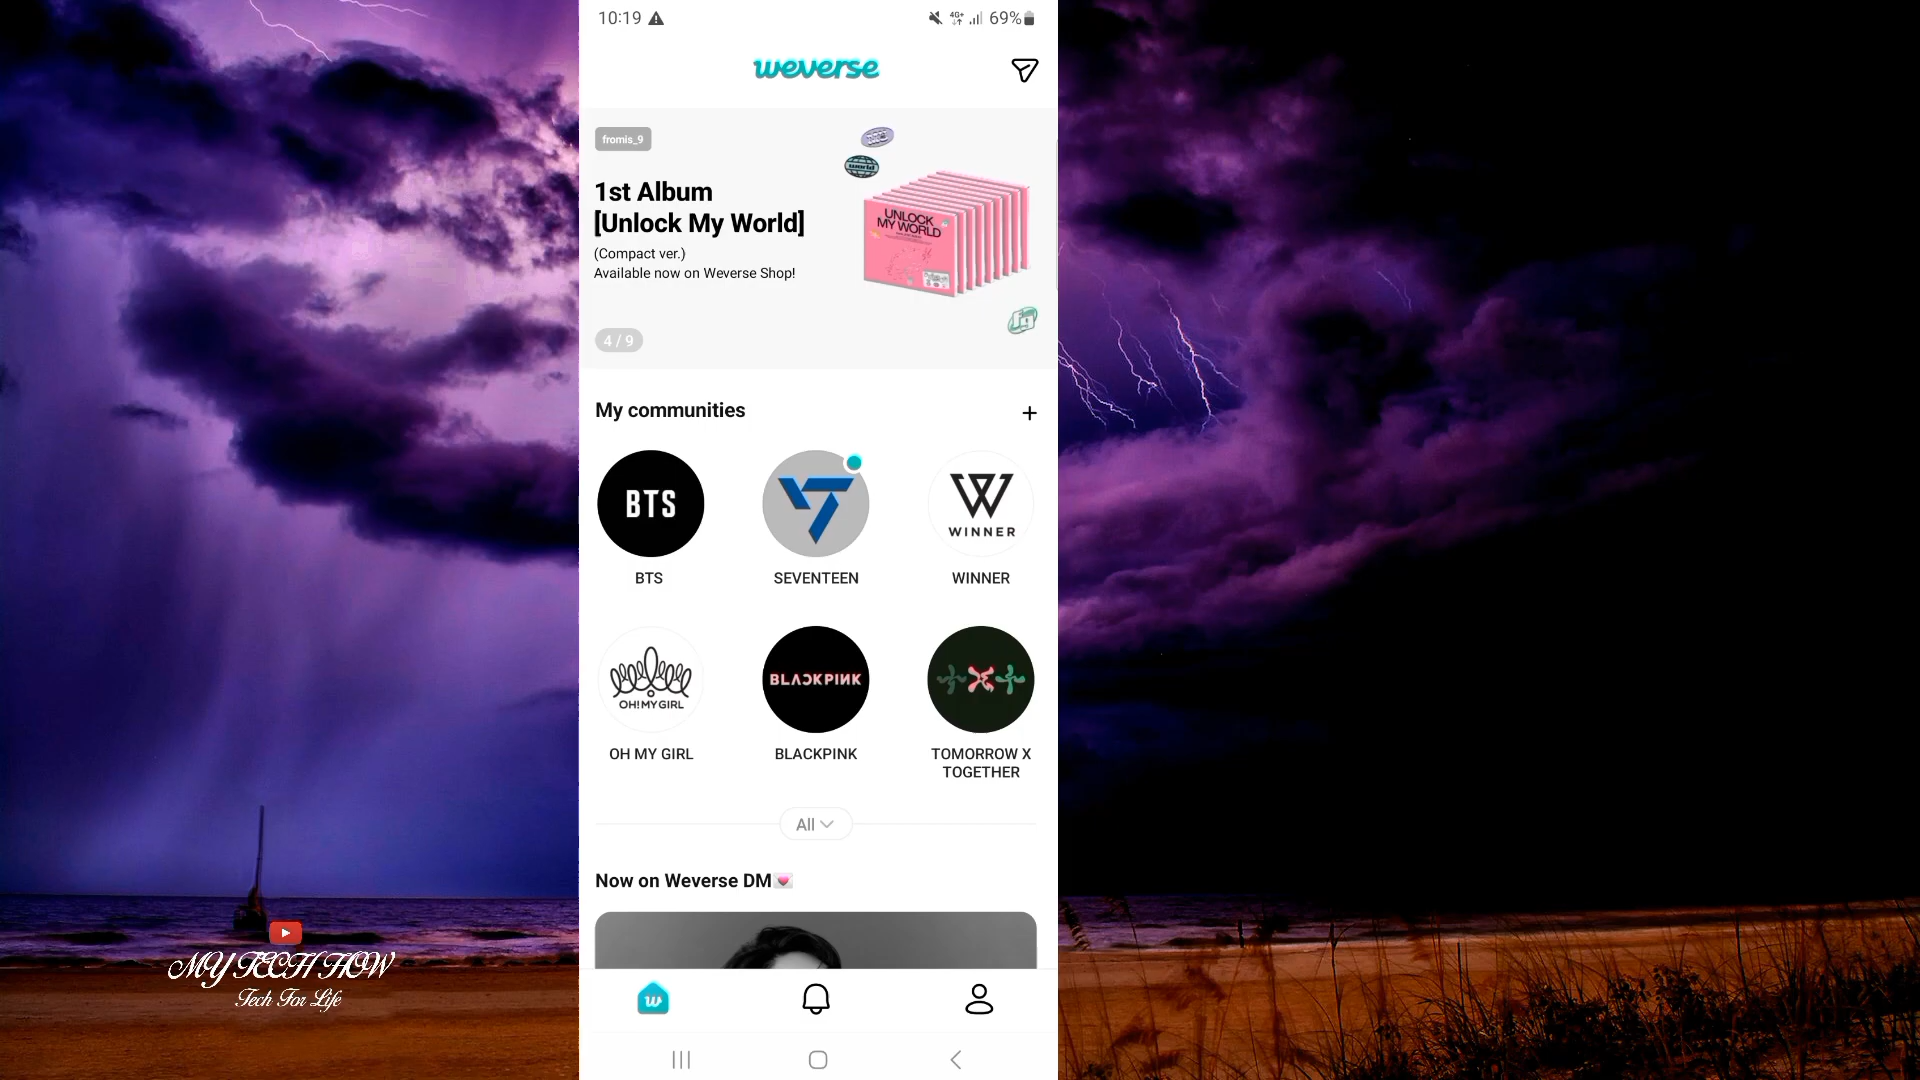 10:19
4G+
69%
weverse
fromis_9
1st Album
[Unlock My World]
(Compact ver.)
Available now on Weverse Shop!
world
UNLOCK
MY WORLD
4 / 9
My communities
BTS
WINNER
BTS
SEVENTEEN
WINNER
OH!MYGIRL
BLACKPINK
OH MY GIRL
BLACKPINK
TOMORROW X
TOGETHER
All
Now on Weverse DM
MY TECH HOW
Tech For Life
w